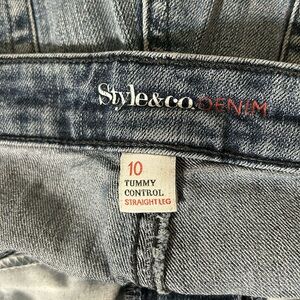 Style&co.DENIM
10
TUMMY
CONTROL
STRAIGHT LEG